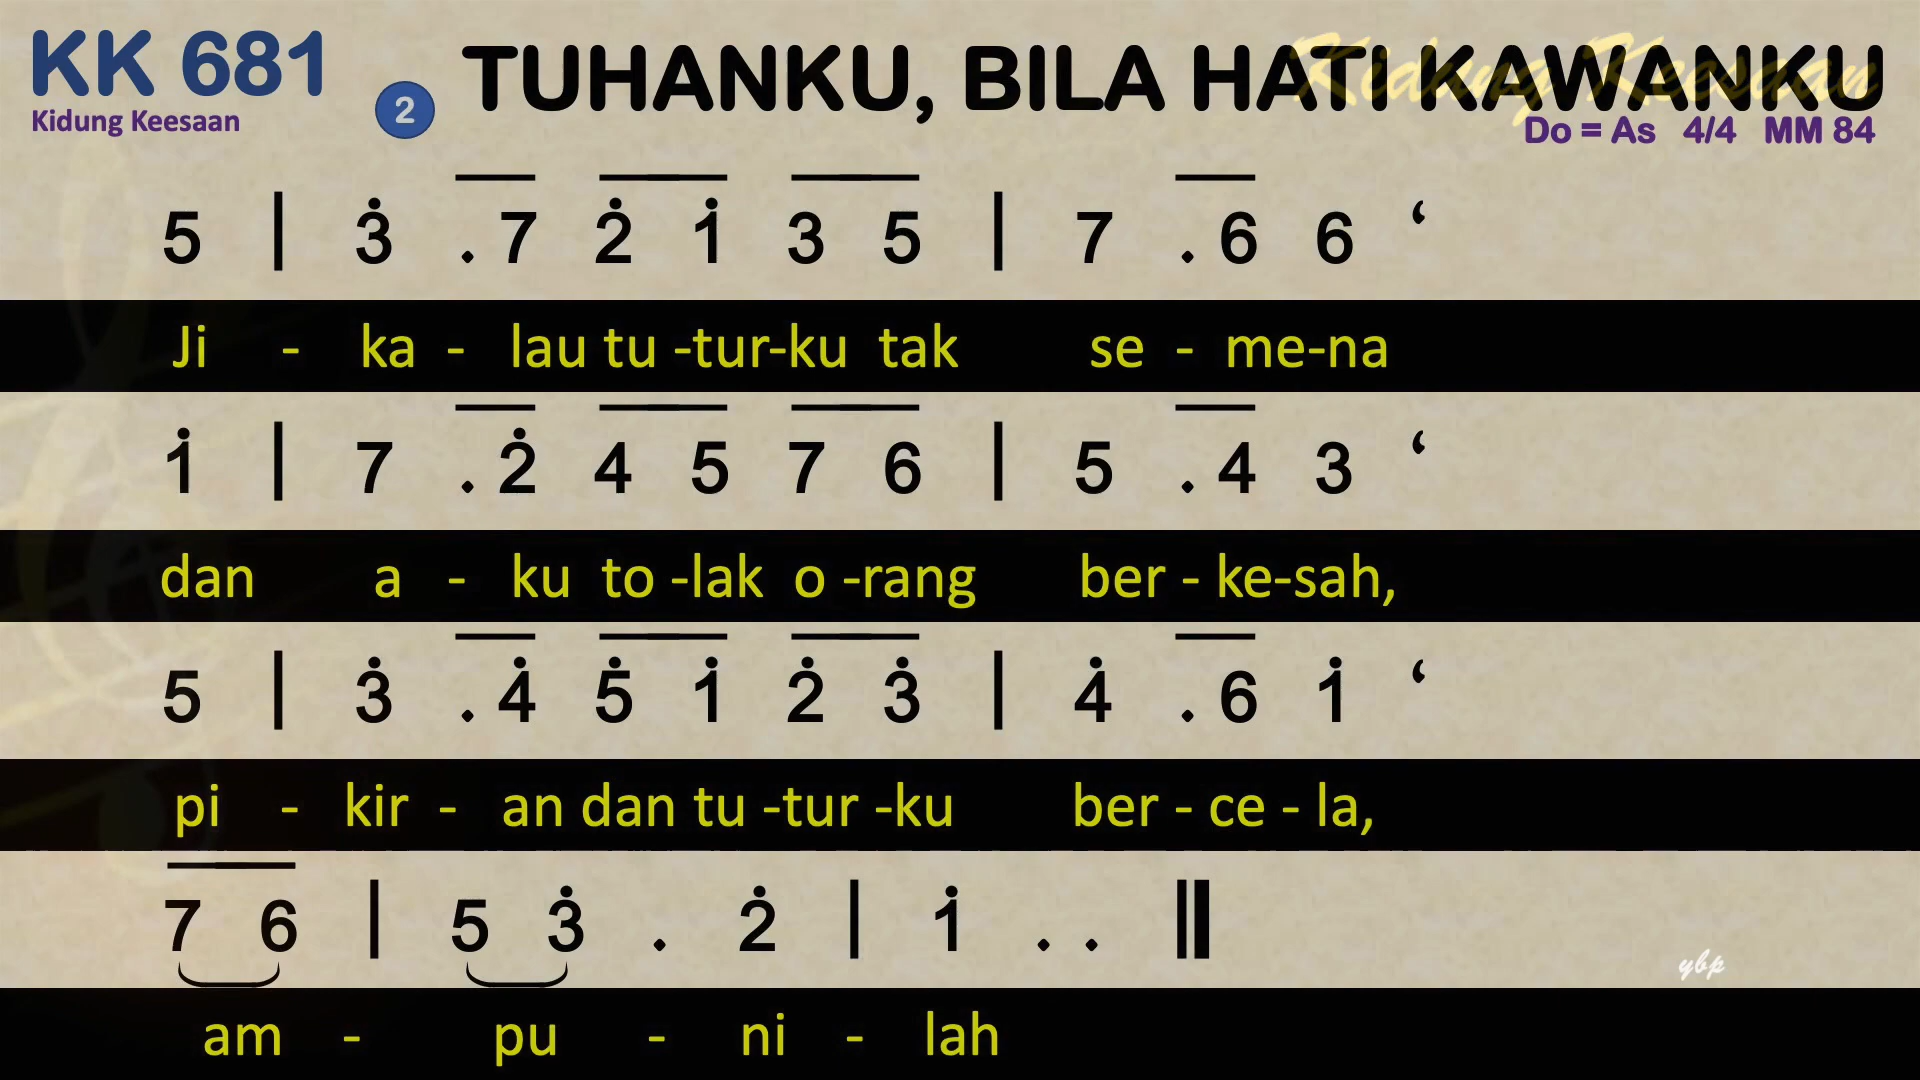 KK 681
Kidung Keesaan
2 TUHANKU, BILA HATI KAWANKU
Kidung Keesaan
Do = As 4/4 MM 84
5 | 3̇ . 7 2̇ 1̇ 3 5 | 7 . 6 6 ‘
Ji - ka - lau tu -tur-ku tak se - me-na
1̇ | 7 . 2̇ 4 5 7 6 | 5 . 4 3 ‘
dan a - ku to -lak o -rang ber - ke-sah,
5 | 3̇ . 4̇ 5̇ 1̇ 2̇ 3̇ | 4̇ . 6 1̇ ‘
pi - kir - an dan tu -tur -ku ber - ce - la,
7 6 | 5 3̇ . 2̇ | 1̇ . . ||
ybp
am - pu - ni - lah